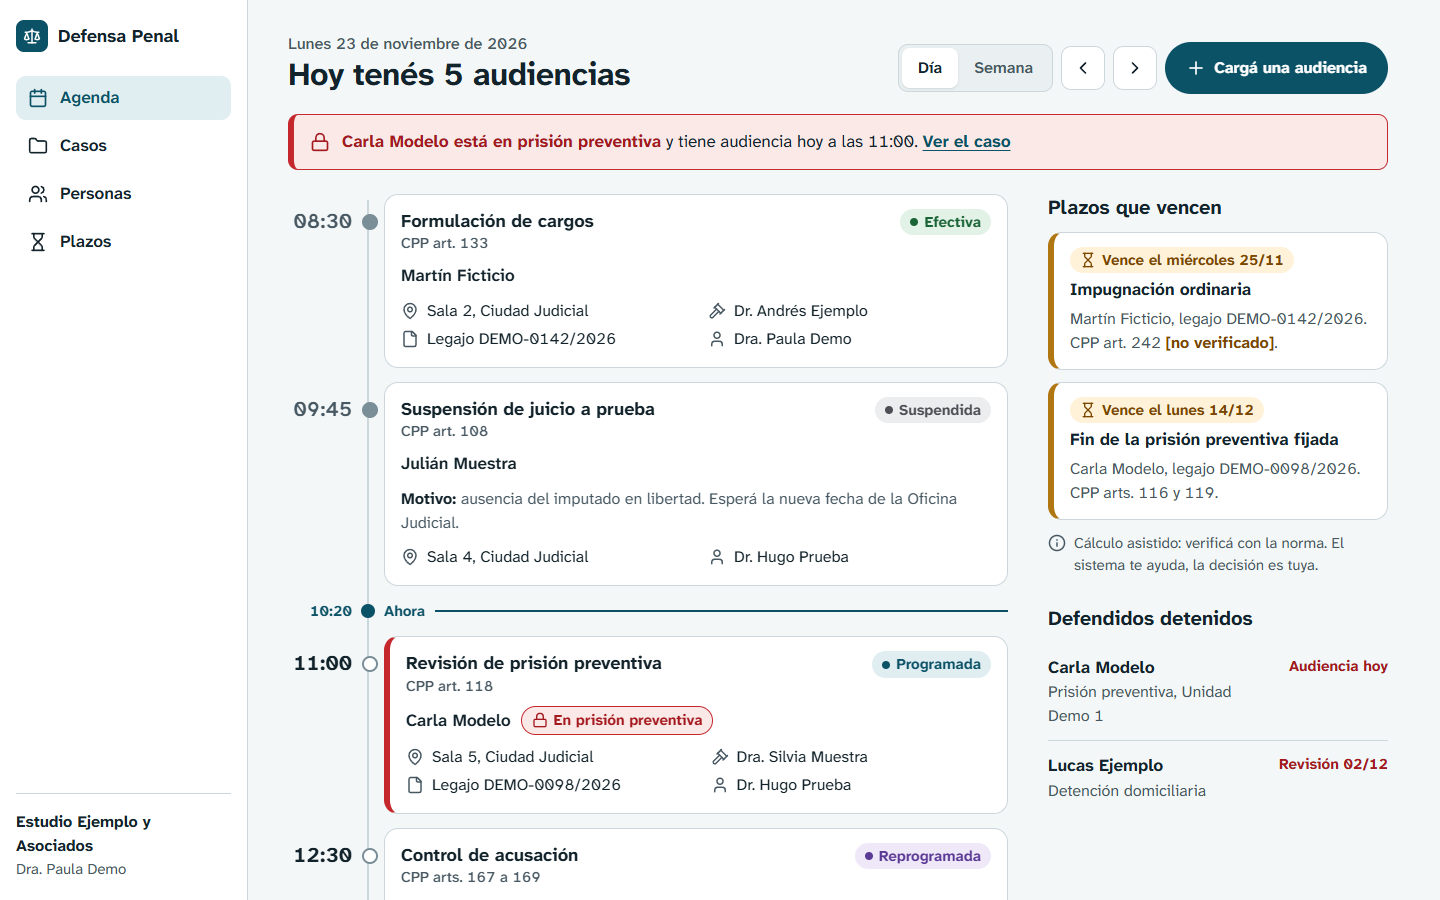 Defensa Penal
Agenda
Casos
Personas
Plazos
Estudio Ejemplo y
Asociados
Dra. Paula Demo
Lunes 23 de noviembre de 2026
Hoy tenés 5 audiencias
Día
Semana
Cargá una audiencia
Carla Modelo está en prisión preventiva y tiene audiencia hoy a las 11:00. Ver el caso
08:30
Formulación de cargos
Efectiva
CPP art. 133
Martín Ficticio
Sala 2, Ciudad Judicial
Dr. Andrés Ejemplo
Legajo DEMO-0142/2026
Dra. Paula Demo
09:45
Suspensión de juicio a prueba
Suspendida
CPP art. 108
Julián Muestra
Motivo: ausencia del imputado en libertad. Esperá la nueva fecha de la Oficina
Judicial.
Sala 4, Ciudad Judicial
Dr. Hugo Prueba
10:20
Ahora
11:00
Revisión de prisión preventiva
Programada
CPP art. 118
Carla Modelo
En prisión preventiva
Sala 5, Ciudad Judicial
Dra. Silvia Muestra
Legajo DEMO-0098/2026
Dr. Hugo Prueba
12:30
Control de acusación
Reprogramada
CPP arts. 167 a 169
Plazos que vencen
Vence el miércoles 25/11
Impugnación ordinaria
Martín Ficticio, legajo DEMO-0142/2026.
CPP art. 242 [no verificado].
Vence el lunes 14/12
Fin de la prisión preventiva fijada
Carla Modelo, legajo DEMO-0098/2026.
CPP arts. 116 y 119.
Cálculo asistido: verificá con la norma. El
sistema te ayuda, la decisión es tuya.
Defendidos detenidos
Carla Modelo
Audiencia hoy
Prisión preventiva, Unidad
Demo 1
Lucas Ejemplo
Revisión 02/12
Detención domiciliaria